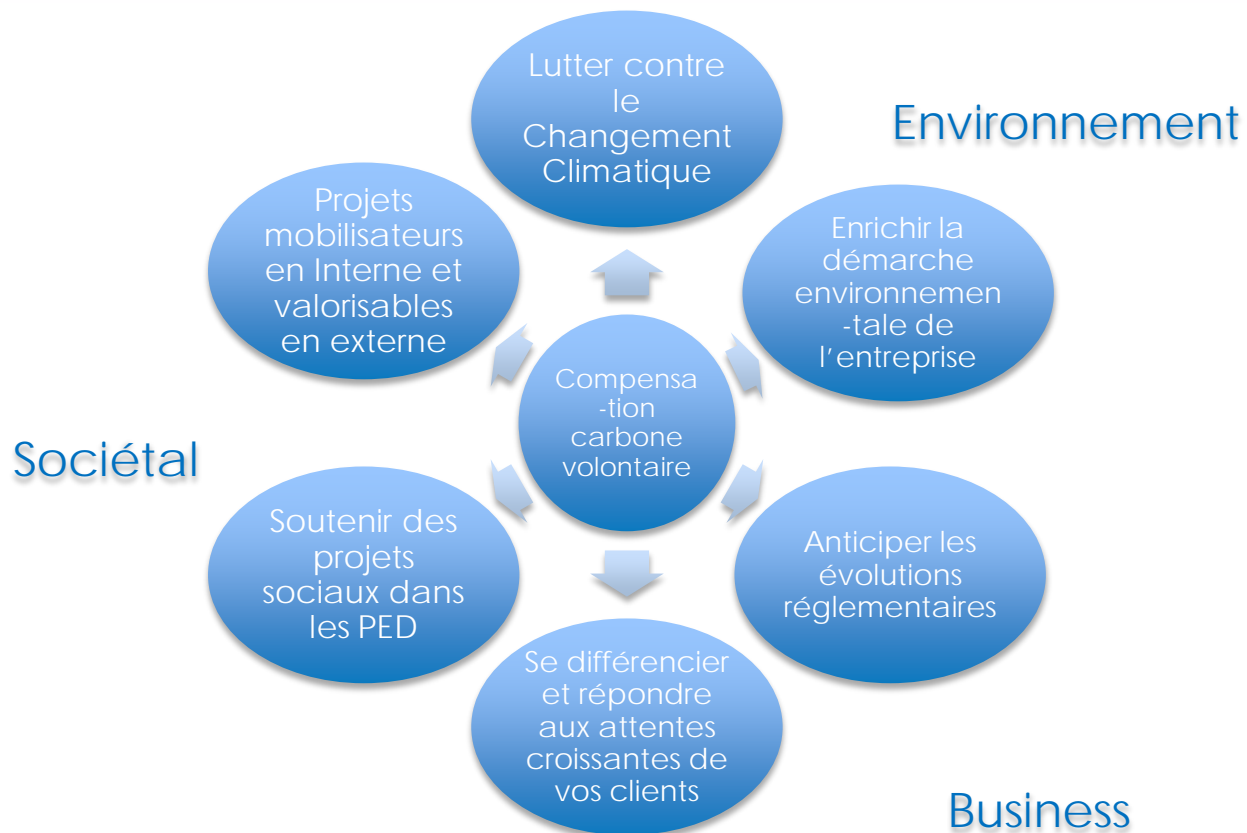 Lutter contre
le
Changement
Climatique
Environnement
Enrichir la
démarche
environnemen
-tale de
l'entreprise
Anticiper les
évolutions
réglementaires
Business
Se différencier
et répondre
aux attentes
croissantes de
vos clients
Soutenir des
projets
sociaux dans
les PED
Sociétal
Projets
mobilisateurs
en Interne et
valorisables
en externe
Compensa
-tion
carbone
volontaire